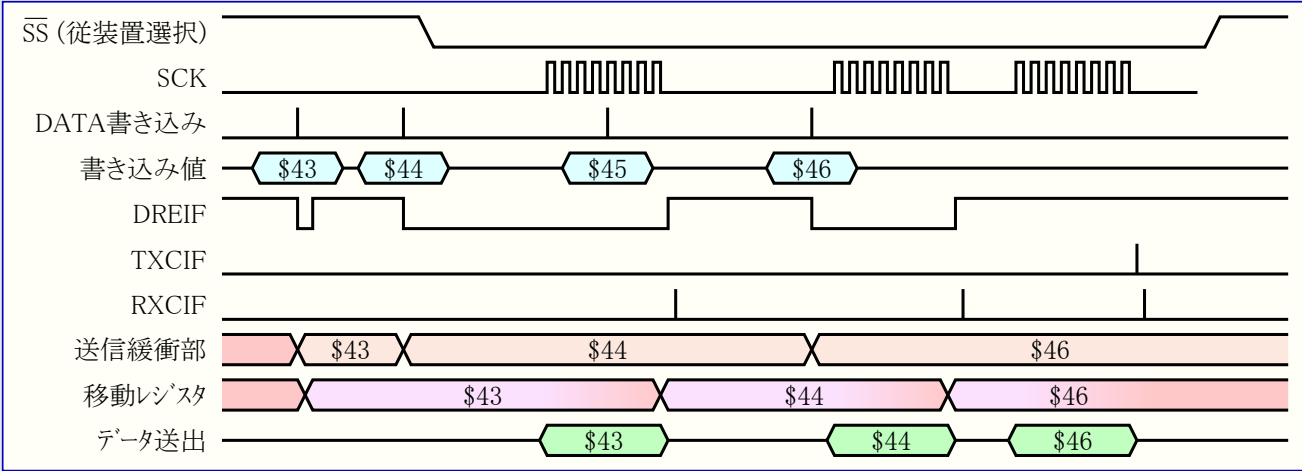 SS (従装置選択)
SCK
DATA書き込み
書き込み値 $43 $44 $45 $46
DREIF
TXCIF
RXCIF
送信緩衝部 $43 $44 $46
移動レジスタ $43 $44 $46
データ送出 $43 $44 $46